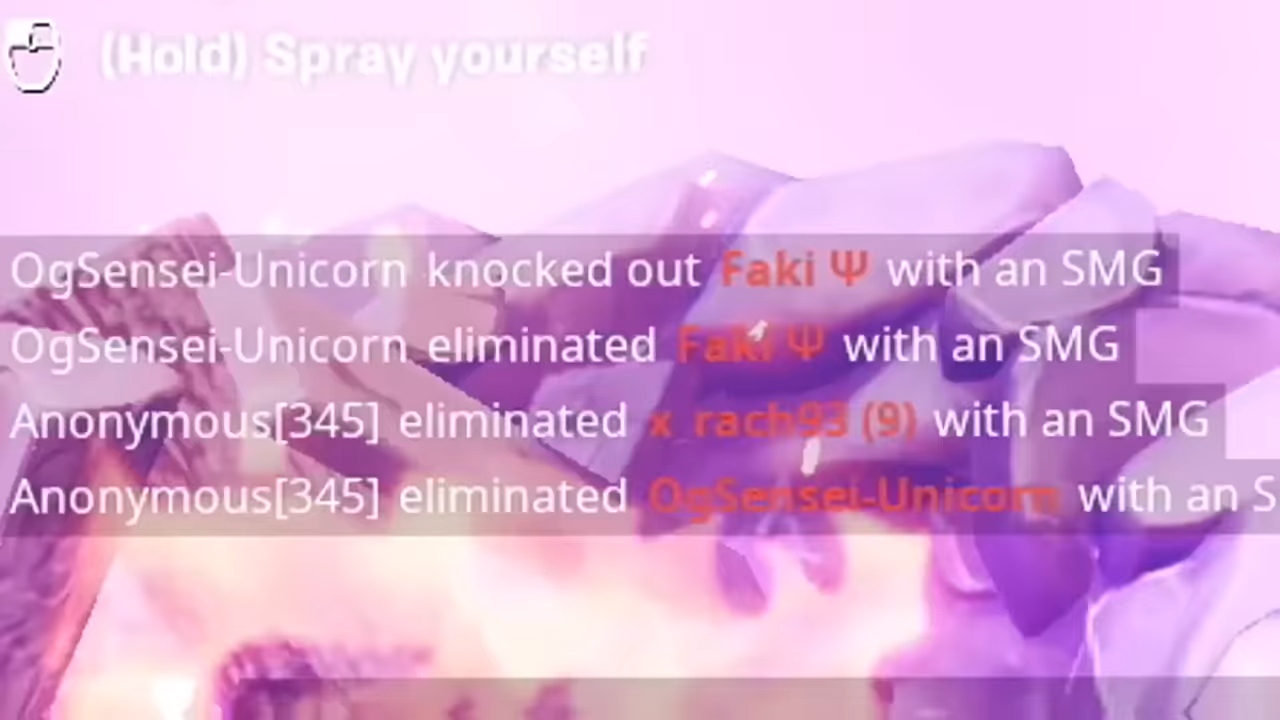 (Hold) Spray yourself
OgSensei-Unicorn knocked out Faki Ψ with an SMG
OgSensei-Unicorn eliminated Faki Ψ with an SMG
Anonymous[345] eliminated x rach93 (9) with an SMG
Anonymous[345] eliminated OgSensei-Unicorn with an S